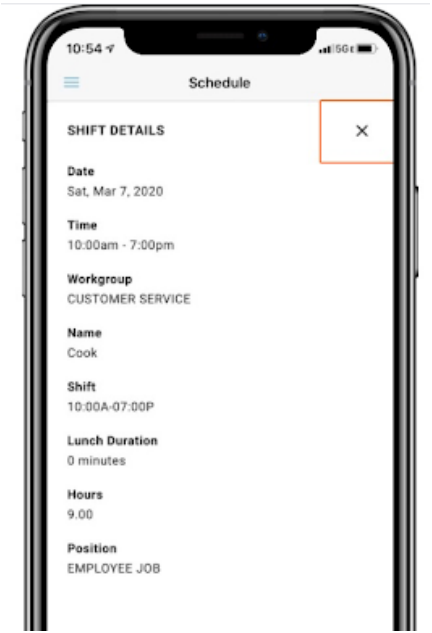 10:54
5G E
Schedule
SHIFT DETAILS
Date
Sat, Mar 7, 2020
Time
10:00am - 7:00pm
Workgroup
CUSTOMER SERVICE
Name
Cook
Shift
10:00A-07:00P
Lunch Duration
0 minutes
Hours
9.00
Position
EMPLOYEE JOB